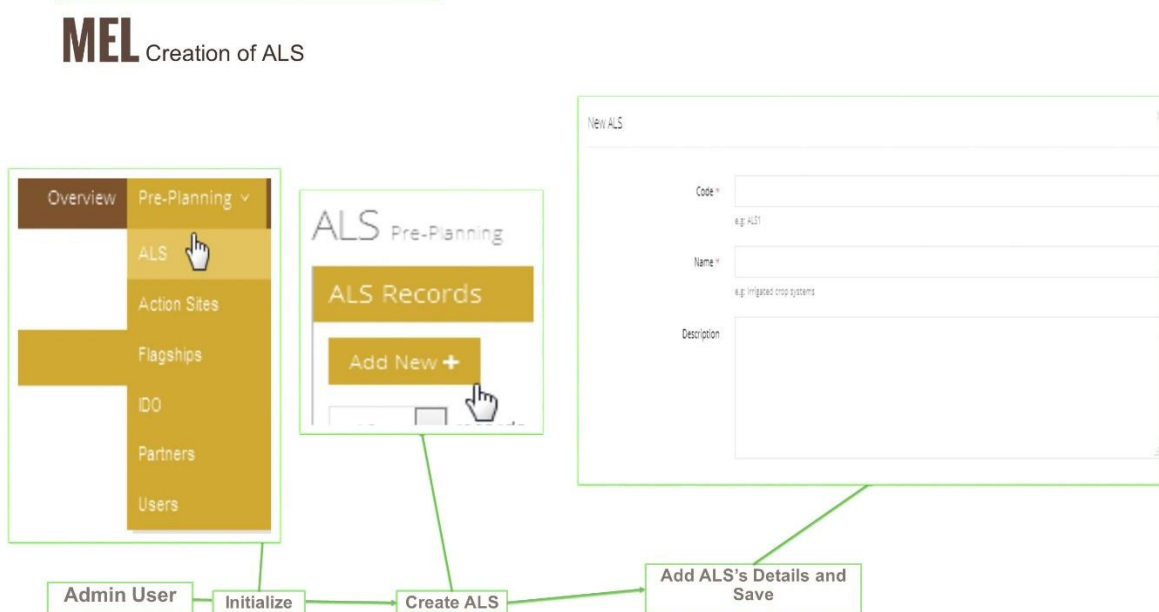 MEL Creation of ALS
New ALS
Code *
e.g: ALS1
Name *
e.g: Irrigated crop systems
Description
Overview Pre-Planning
ALS
Action Sites
Flagships
IDO
Partners
Users
ALS Pre-Planning
ALS Records
Add New +
Admin User
Initialize
Create ALS
Add ALS's Details and
Save